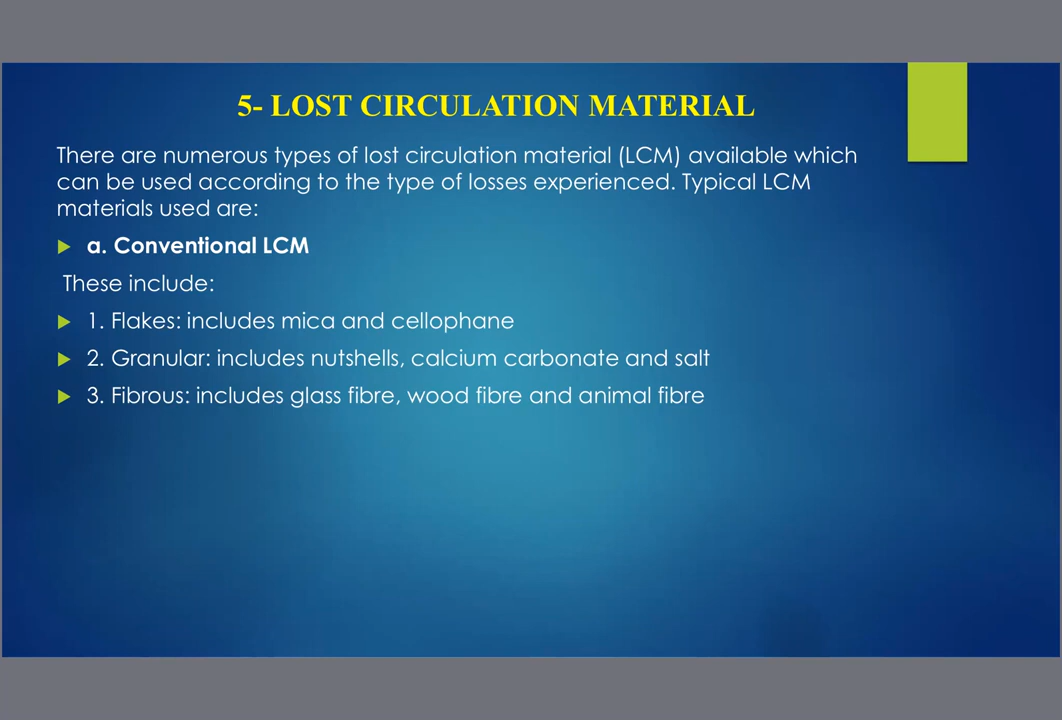 5- LOST CIRCULATION MATERIAL
There are numerous types of lost circulation material (LCM) available which
can be used according to the type of losses experienced. Typical LCM
materials used are:
a. Conventional LCM
These include:
1. Flakes: includes mica and cellophane
2. Granular: includes nutshells, calcium carbonate and salt
3. Fibrous: includes glass fibre, wood fibre and animal fibre